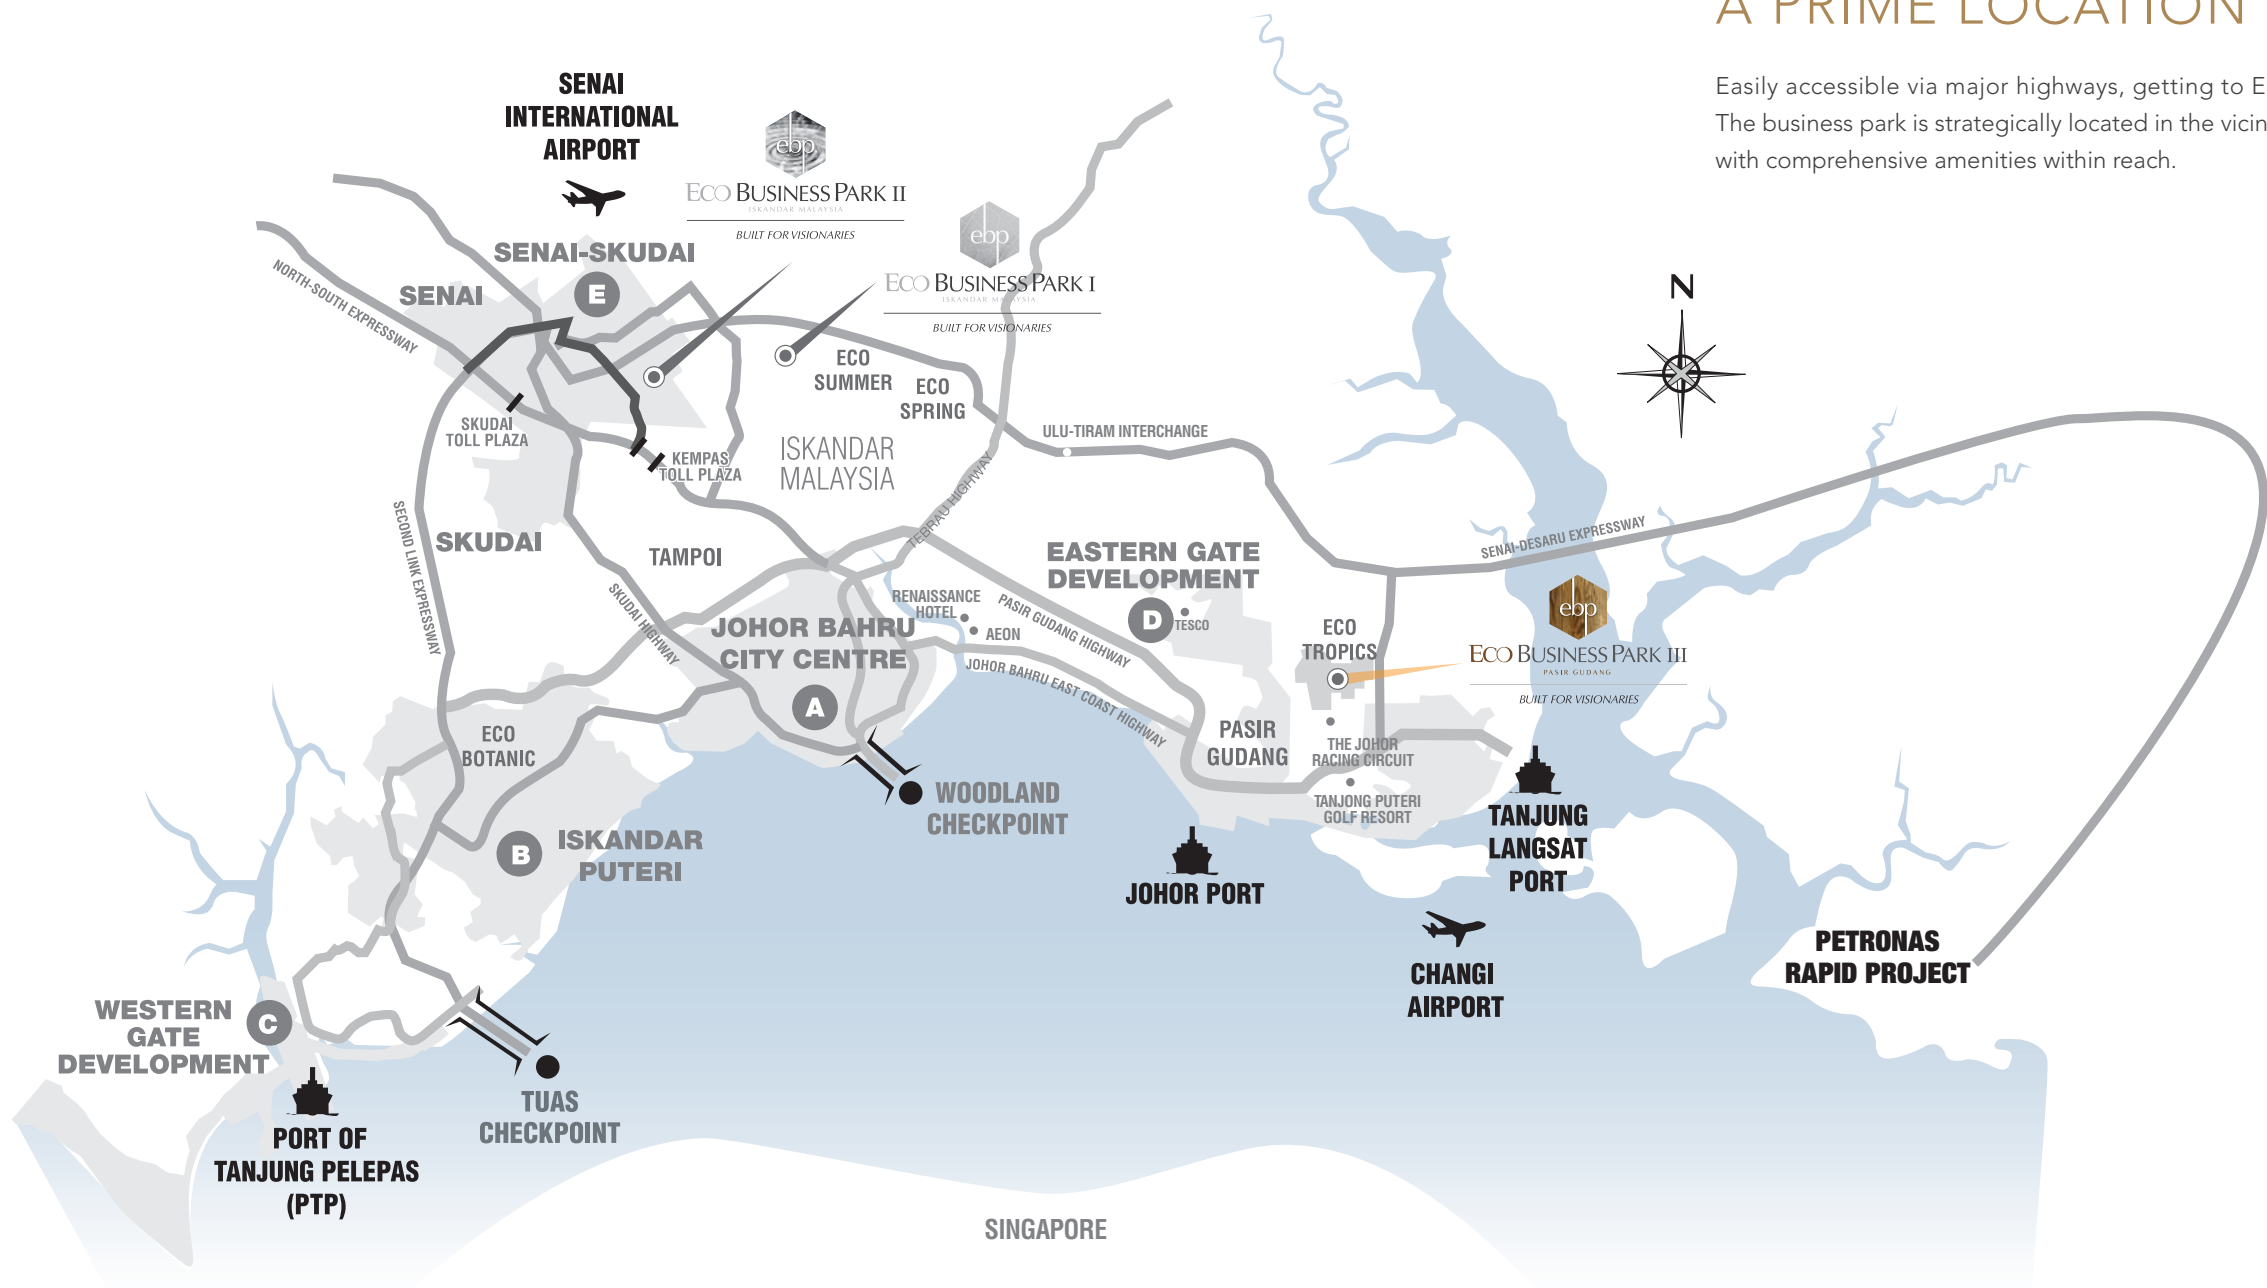 A PRIME LOCATION
Easily accessible via major highways, getting to E
The business park is strategically located in the vicin
with comprehensive amenities within reach.
SENAI
INTERNATIONAL
AIRPORT
ebp
ECO BUSINESS PARK II
ISKANDAR MALAYSIA
BUILT FOR VISIONARIES
ebp
ECO BUSINESS PARK I
ISKANDAR MALAYSIA
BUILT FOR VISIONARIES
SENAI-SKUDAI
E
SENAI
NORTH-SOUTH EXPRESSWAY
N
ECO
SUMMER
ECO
SPRING
SKUDAI
TOLL PLAZA
KEMPAS
TOLL PLAZA
ISKANDAR
MALAYSIA
ULU-TIRAM INTERCHANGE
TEBRAU HIGHWAY
SECOND LINK EXPRESSWAY
SKUDAI
TAMPOI
SKUDAI HIGHWAY
SENAI-DESARU EXPRESSWAY
EASTERN GATE
DEVELOPMENT
D
TESCO
RENAISSANCE
HOTEL
AEON
PASIR GUDANG HIGHWAY
JOHOR BAHRU EAST COAST HIGHWAY
JOHOR BAHRU
CITY CENTRE
A
ECO
TROPICS
ebp
ECO BUSINESS PARK III
PASIR GUDANG
BUILT FOR VISIONARIES
ECO
BOTANIC
PASIR
GUDANG
THE JOHOR
RACING CIRCUIT
TANJONG PUTERI
GOLF RESORT
WOODLAND
CHECKPOINT
B
ISKANDAR
PUTERI
JOHOR PORT
TANJUNG
LANGSAT
PORT
CHANGI
AIRPORT
PETRONAS
RAPID PROJECT
WESTERN
GATE
DEVELOPMENT
C
TUAS
CHECKPOINT
PORT OF
TANJUNG PELEPAS
(PTP)
SINGAPORE